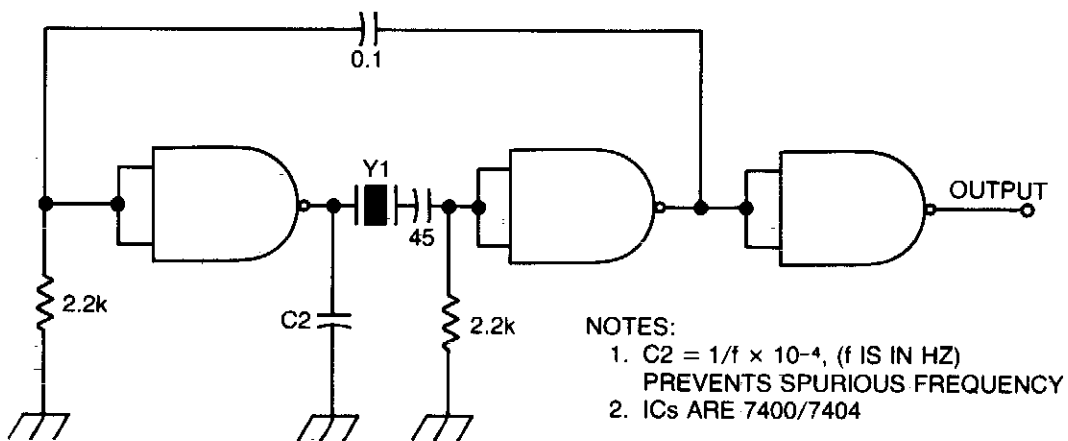 0.1
Y1
OUTPUT
45
2.2k
C2
2.2k
NOTES:
1. C2 = 1/f × 10⁻⁴, (f IS IN HZ)
PREVENTS SPURIOUS FREQUENCY
2. ICs ARE 7400/7404